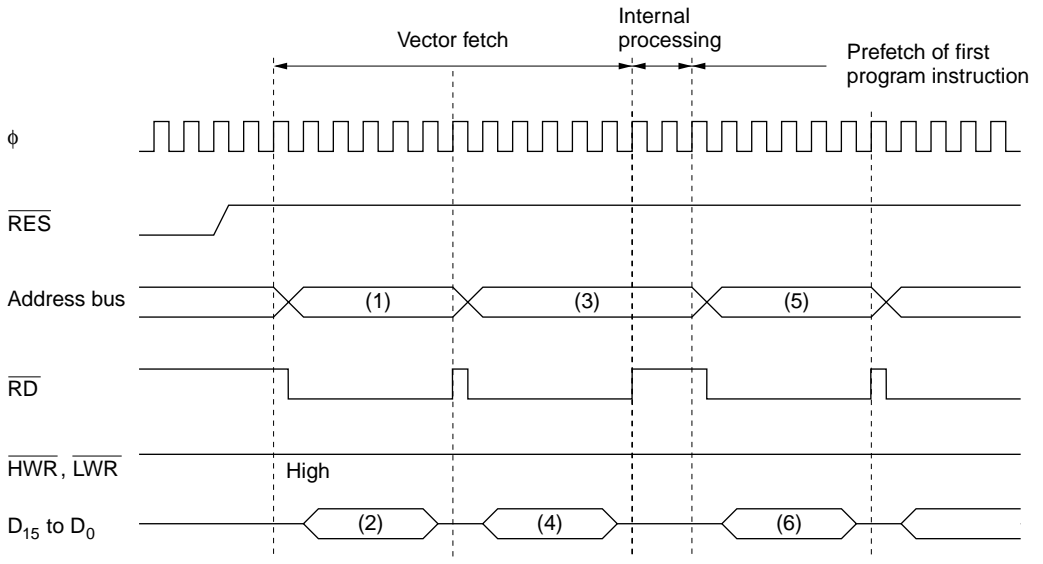 Vector fetch
Internal
processing
Prefetch of first
program instruction
ϕ
RES
Address bus
(1)
(3)
(5)
RD
HWR, LWR
High
D15 to D0
(2)
(4)
(6)